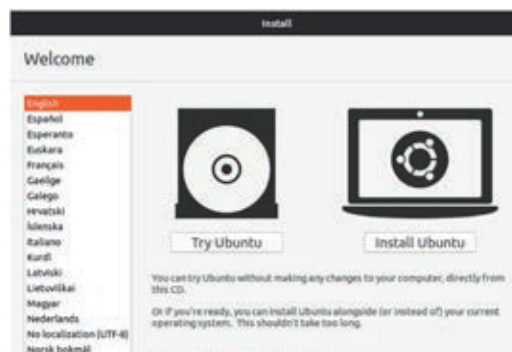 Install
Welcome
English
Español
Esperanto
Euskara
Français
Gaeilge
Galego
Hrvatski
Íslenska
Italiano
Kurdî
Latviski
Lietuviškai
Magyar
Nederlands
No localization (UTF-8)
Norsk bokmål
Try Ubuntu
Install Ubuntu
You can try Ubuntu without making any changes to your computer, directly from
this CD.
Or if you're ready, you can install Ubuntu alongside (or instead of) your current
operating system. This shouldn't take too long.